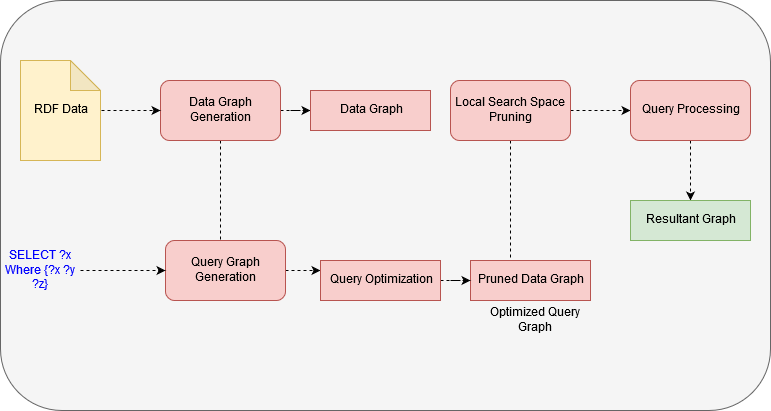 RDF Data
Data Graph
Generation
Data Graph
Local Search Space
Pruning
Query Processing
Resultant Graph
SELECT ?x
Where {?x ?y
?z}
Query Graph
Generation
Query Optimization
Pruned Data Graph
Optimized Query
Graph